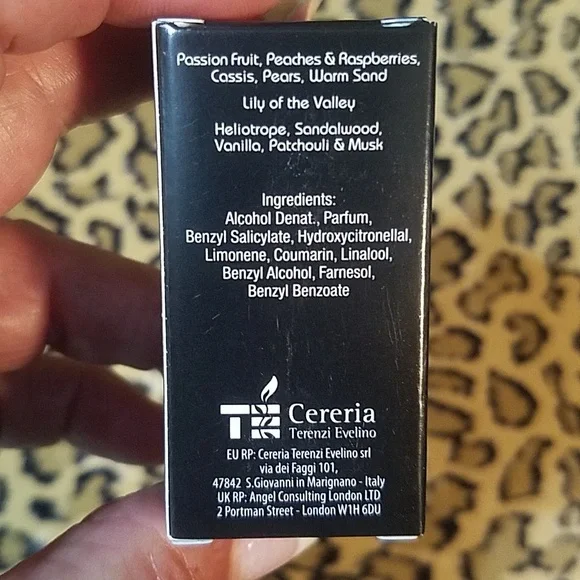 Passion Fruit, Peaches & Raspberries,
Cassis, Pears, Warm Sand
Lily of the Valley
Heliotrope, Sandalwood,
Vanilla, Patchouli & Musk
Ingredients:
Alcohol Denat., Parfum,
Benzyl Salicylate, Hydroxycitronellal,
Limonene, Coumarin, Linalool,
Benzyl Alcohol, Farnesol,
Benzyl Benzoate
TE Cereria
Terenzi Evelino
EU RP: Cereria Terenzi Evelino srl
via dei Faggi 101,
47842 S.Giovanni in Marignano - Italy
UK RP: Angel Consulting London LTD
2 Portman Street - London W1H 6DU